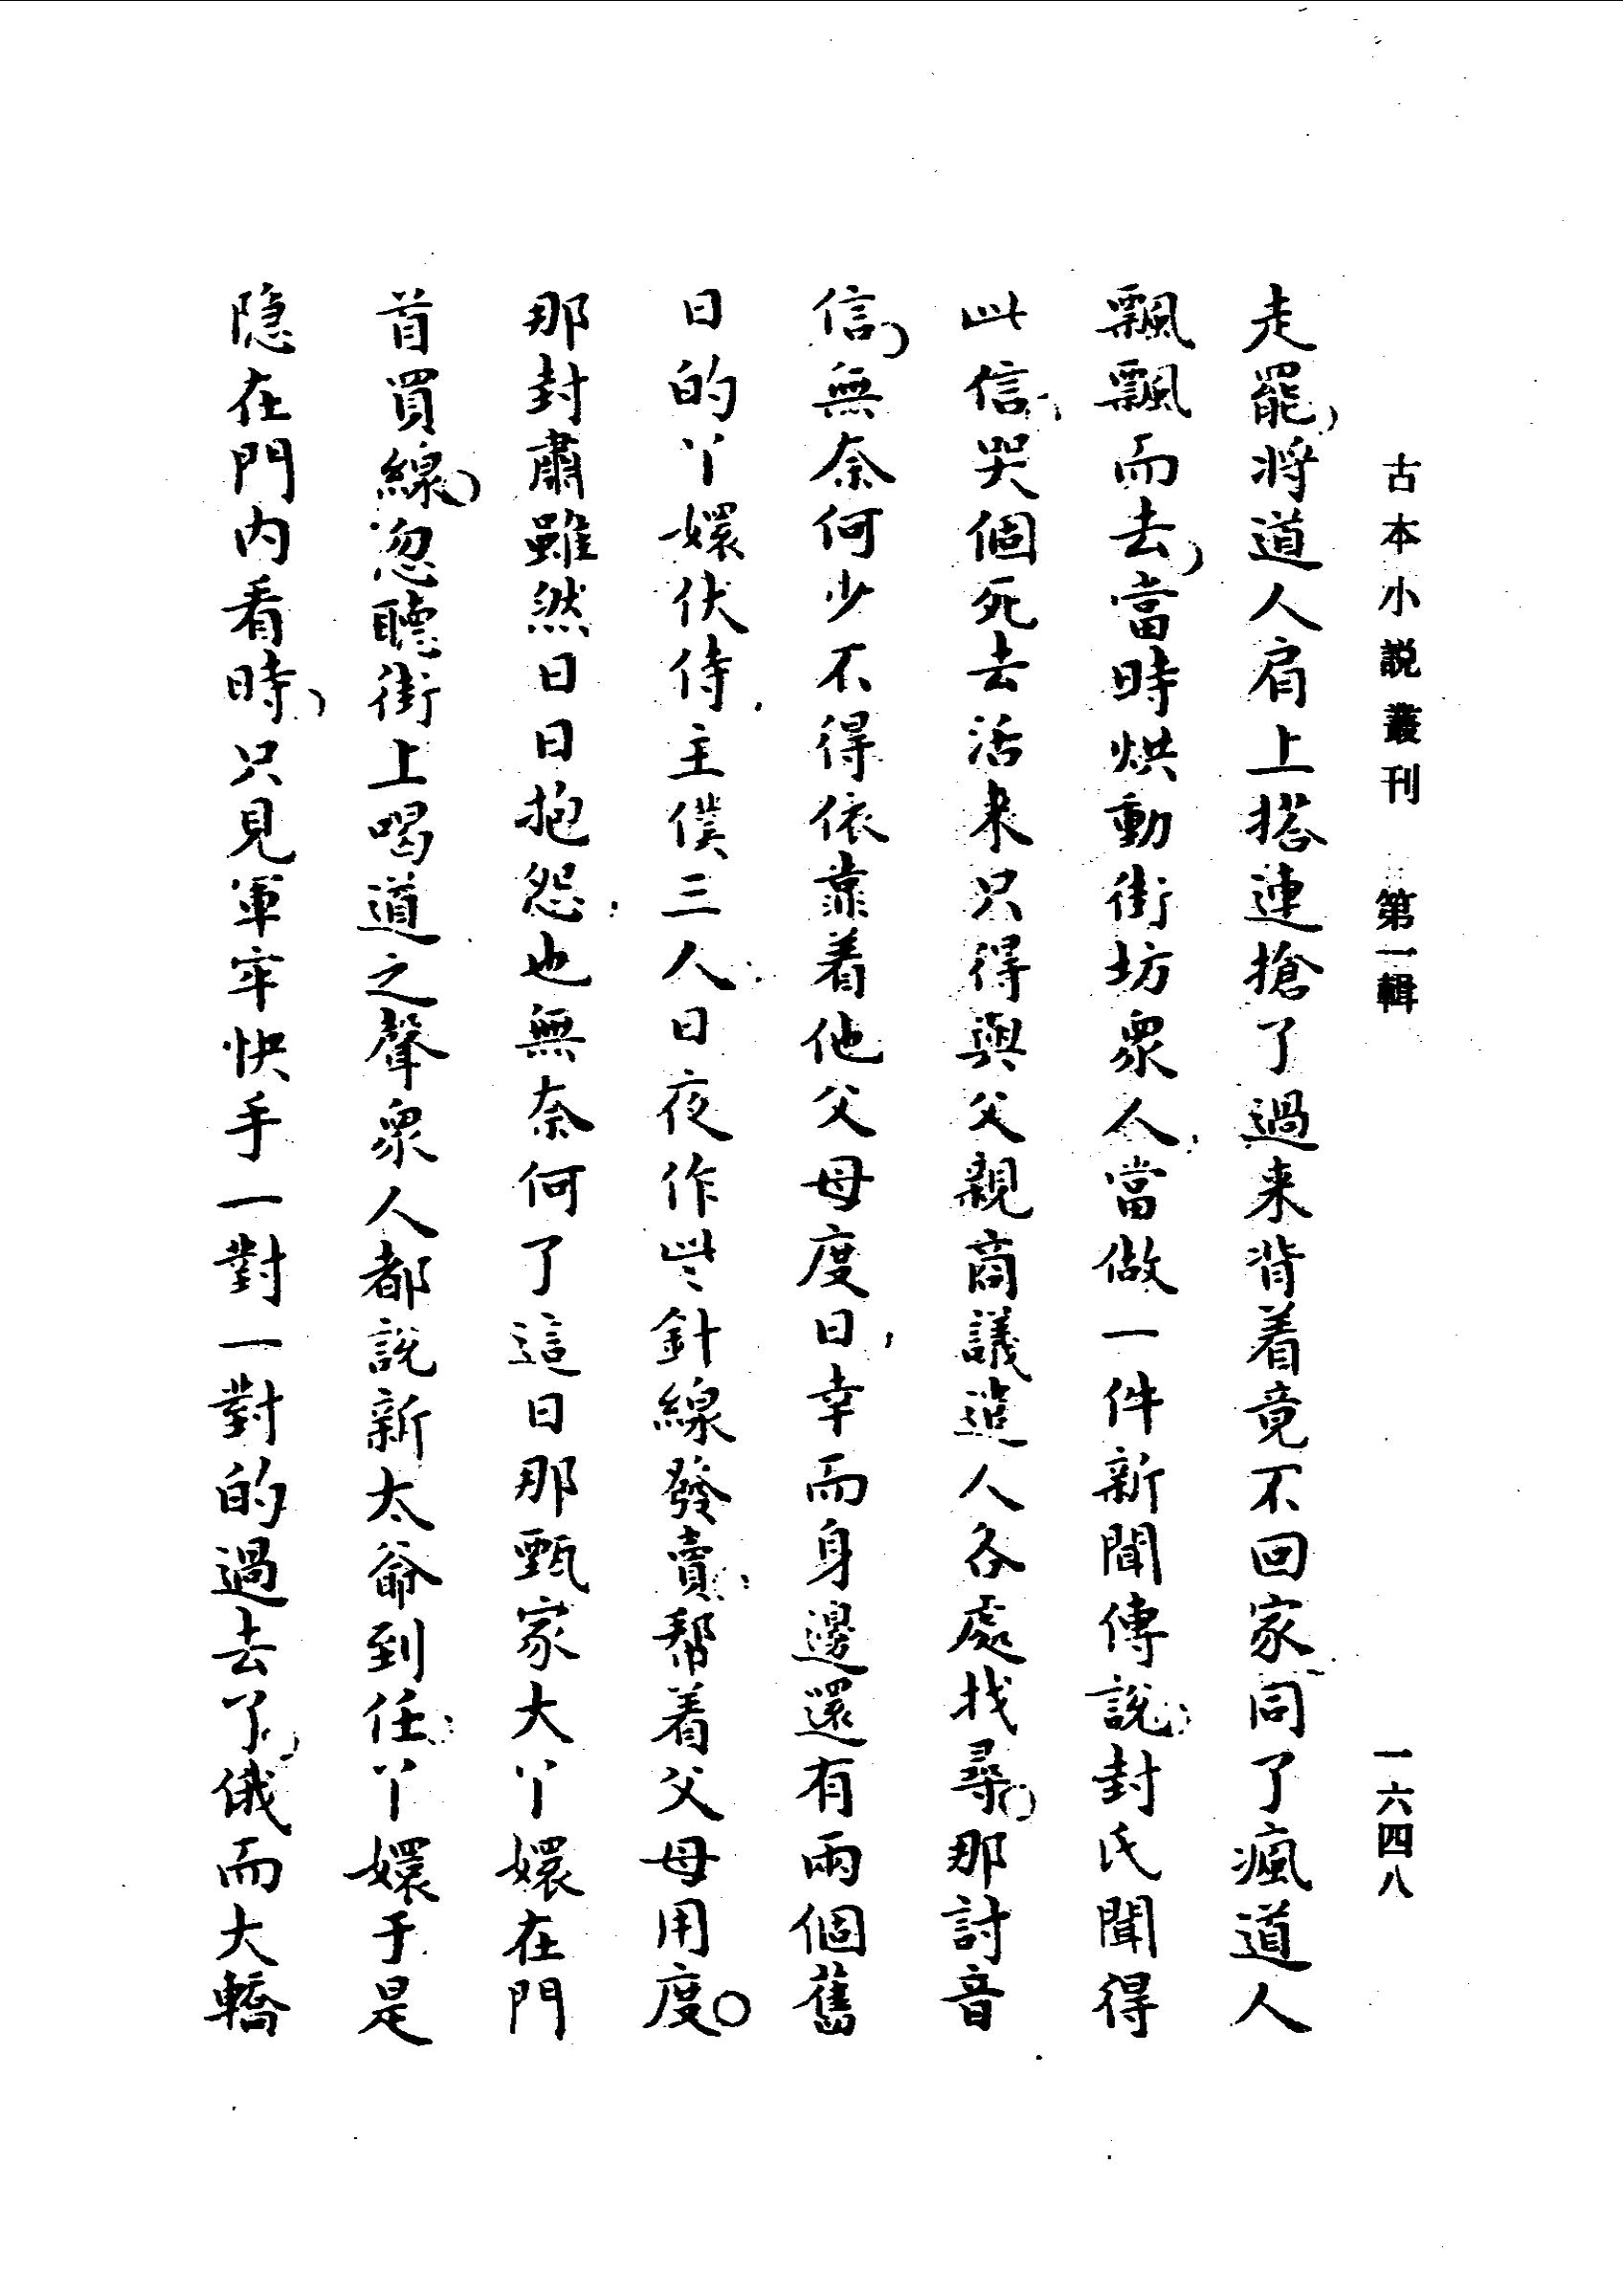 古本小説叢刊　第一輯　一六四八
走罷將道人肩上搭連搶了過来背着竟不回家同了瘋道人
飄飄而去當時烘動街坊衆人當做一件新聞傳說封氏聞得
此信哭個死去活来只得與父親商議遣人各處找尋那討音
信無奈何少不得依靠着他父母度日幸而身邊還有兩個舊
日的丫嬛伏侍主僕三人日夜作些針線發賣帮着父母用度
那封肅雖然日日抱怨也無奈何了這日那甄家大丫嬛在門
首買線忽聽街上喝道之聲衆人都說新太爺到任丫嬛于是
隐在門内看時只見軍牢快手一對一對的過去了俄而大轎